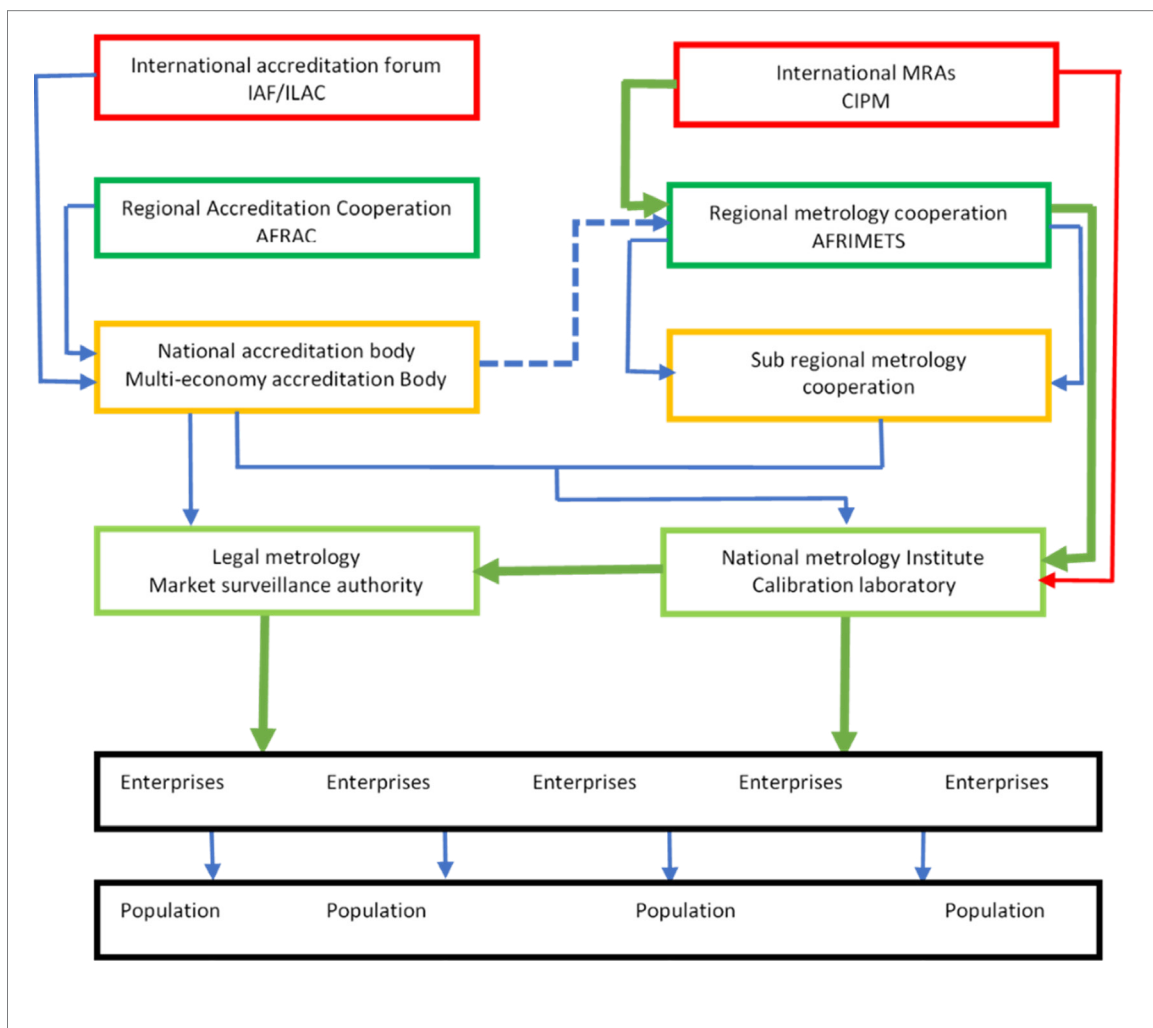 International accreditation forum
IAF/ILAC
International MRAs
CIPM
Regional Accreditation Cooperation
AFRAC
Regional metrology cooperation
AFRIMETS
National accreditation body
Multi-economy accreditation Body
Sub regional metrology
cooperation
Legal metrology
Market surveillance authority
National metrology Institute
Calibration laboratory
Enterprises Enterprises Enterprises Enterprises Enterprises
Population Population Population Population